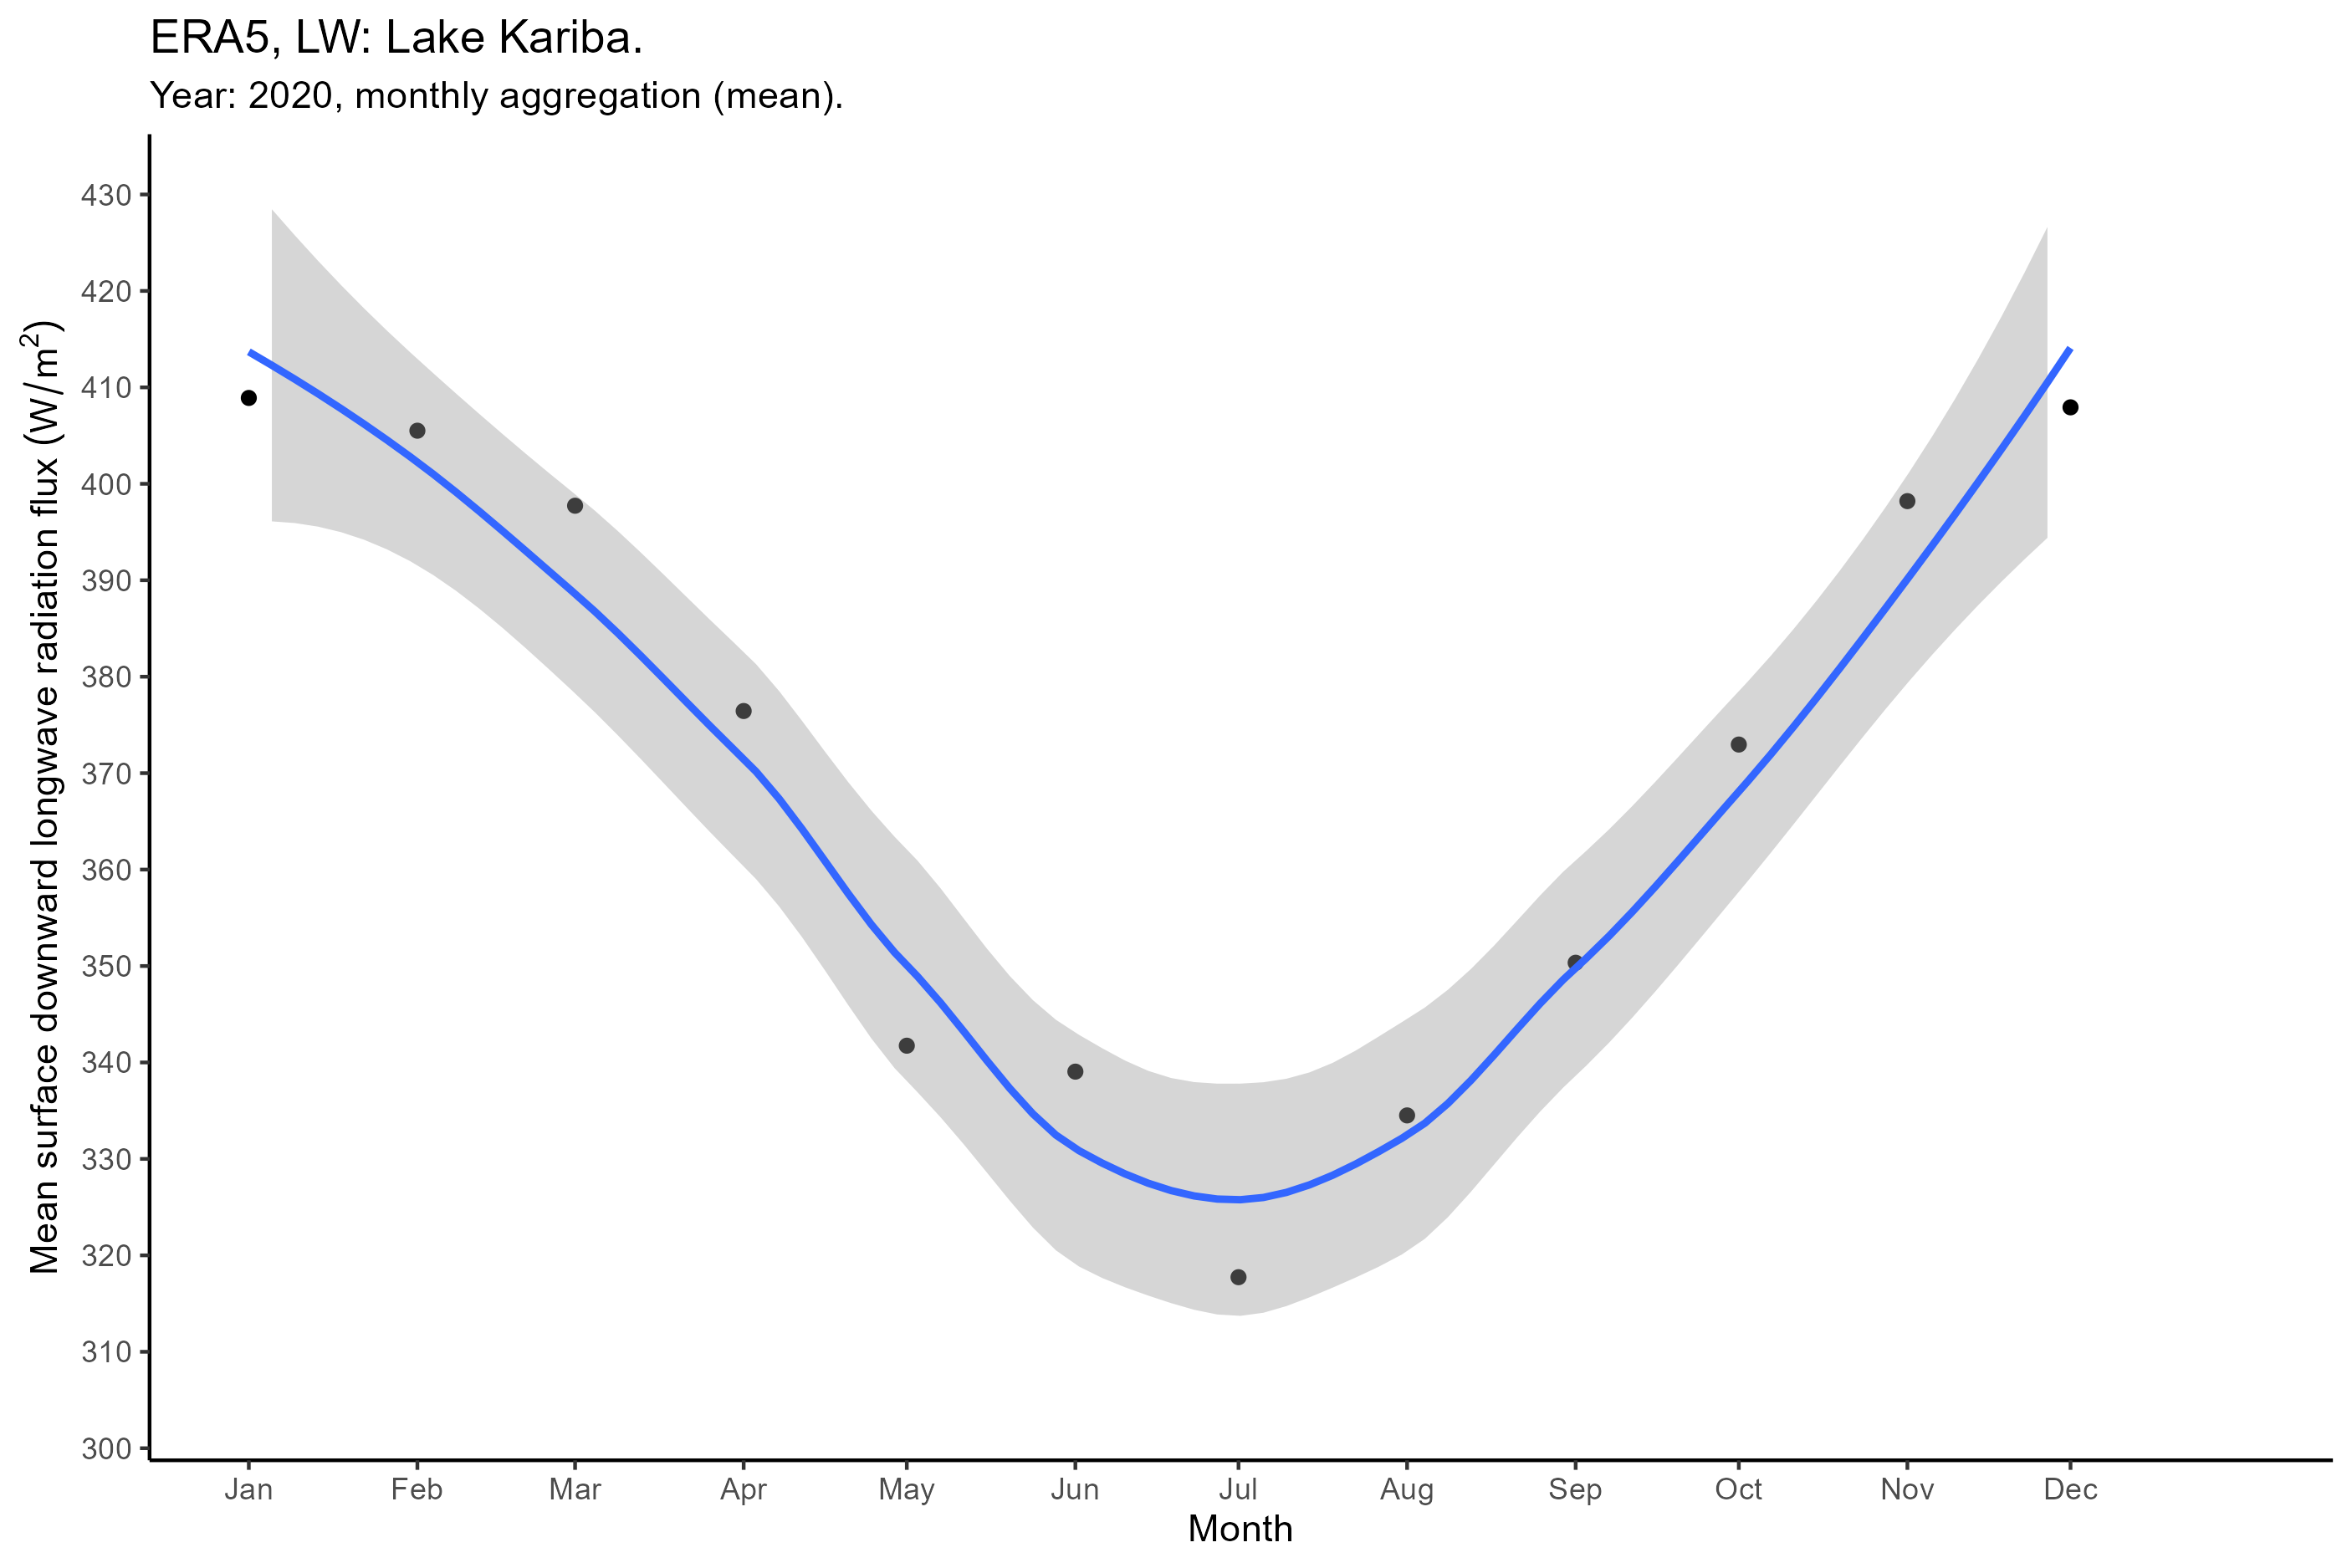 ERA5, LW: Lake Kariba.
Year: 2020, monthly aggregation (mean).
Mean surface downward longwave radiation flux (W/m²)
430
420
410
400
390
380
370
360
350
340
330
320
310
300
Jan Feb Mar Apr May Jun Jul Aug Sep Oct Nov Dec
Month